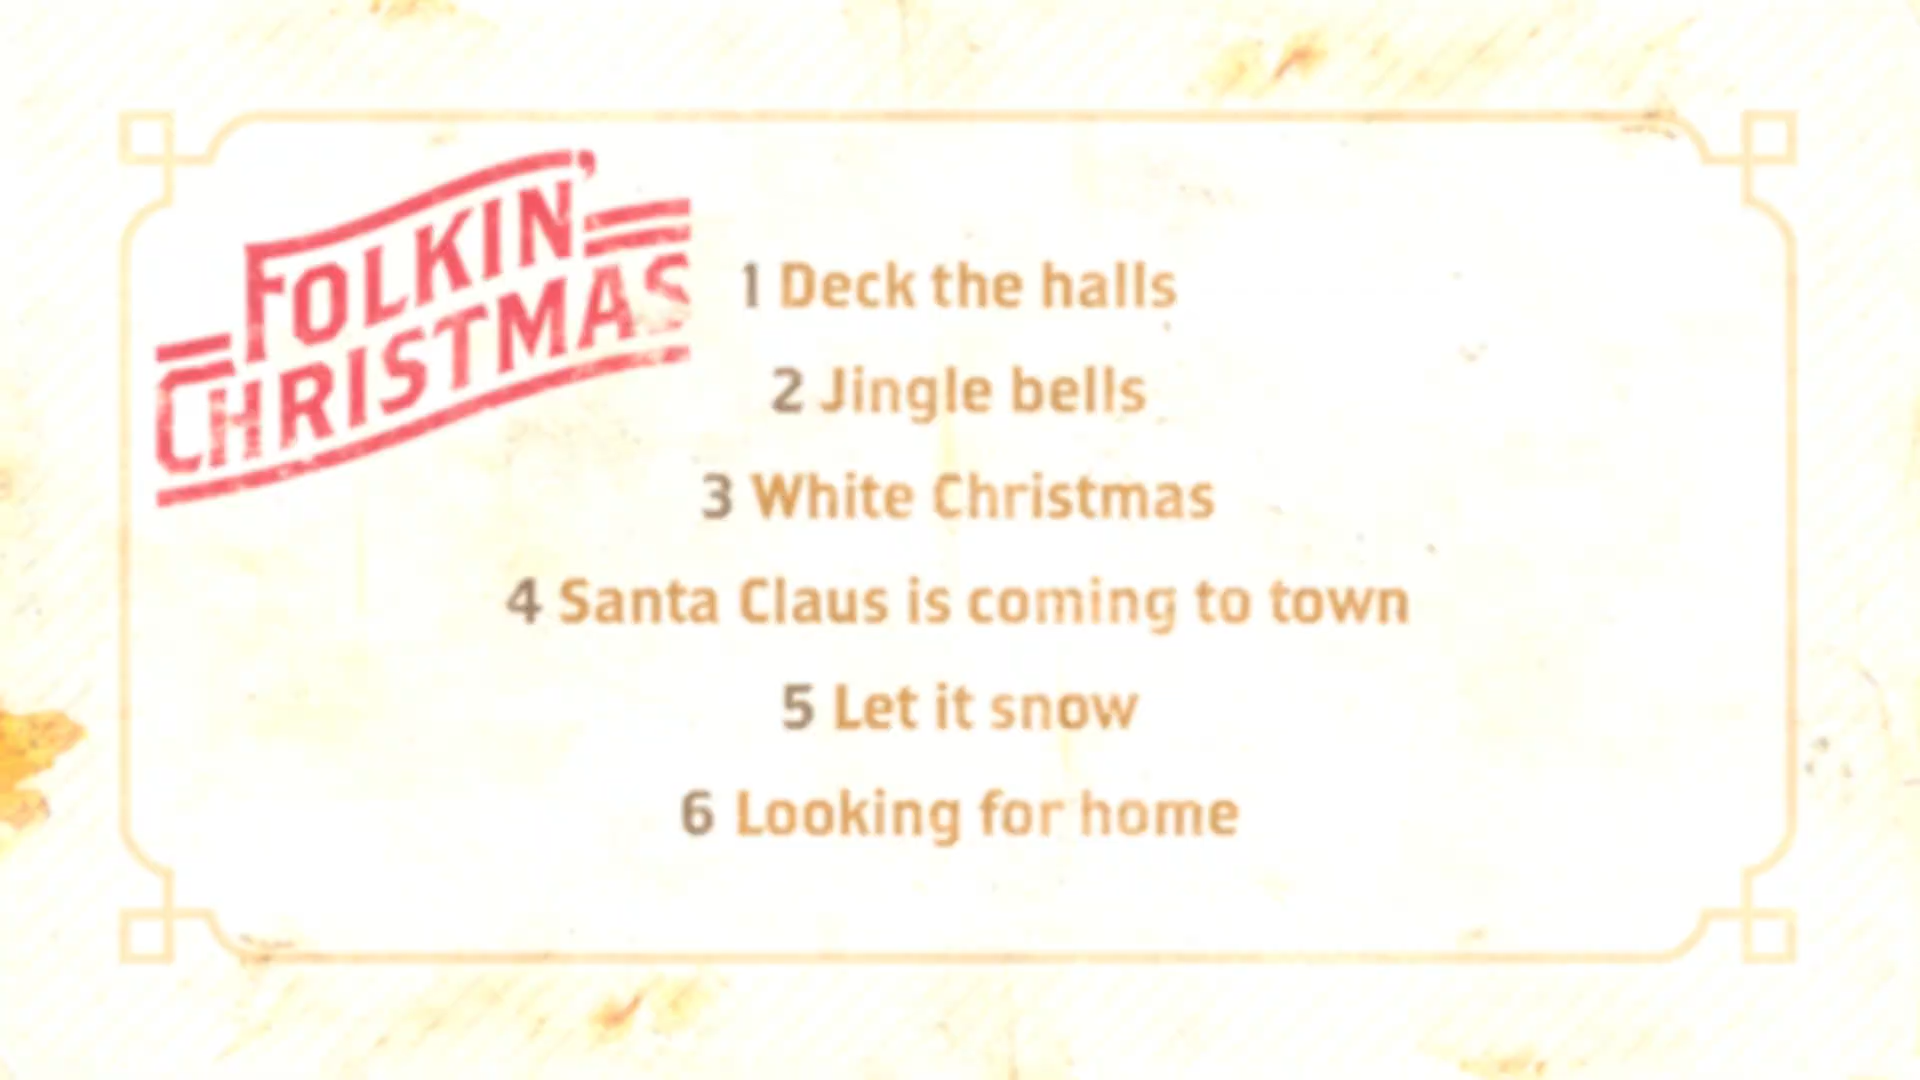 FOLKIN'
CHRISTMAS
1 Deck the halls
2 Jingle bells
3 White Christmas
4 Santa Claus is coming to town
5 Let it snow
6 Looking for home